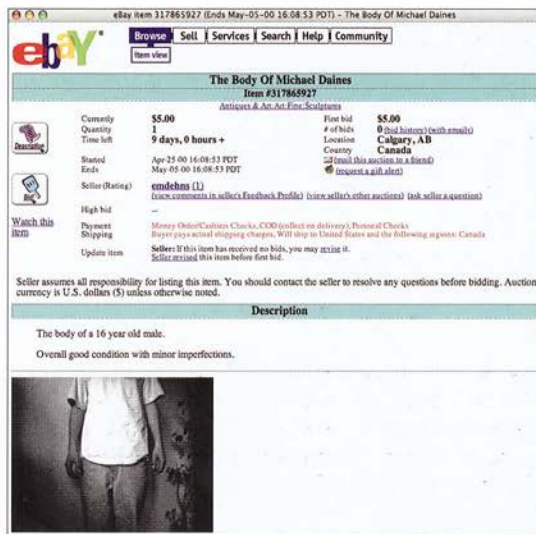 eBay item 317865927 (Ends May-05-00 16:08:53 PDT) - The Body Of Michael Daines
ebaY
Browse Sell Services Search Help Community
Item view
The Body Of Michael Daines
Item #317865927
Antiques & Art:Art:Fine:Sculptures
Description
Currently $5.00 First bid $5.00
Quantity 1 # of bids 0 (bid history) (with emails)
Time left 9 days, 0 hours + Location Calgary, AB
Country Canada
Started Apr-25-00 16:08:53 PDT (mail this auction to a friend)
Ends May-05-00 16:08:53 PDT (request a gift alert)
Bid!
Watch this item
Seller (Rating) emdehns (1)
(view comments in seller's Feedback Profile) (view seller's other auctions) (ask seller a question)
High bid --
Payment Money Order/Cashiers Checks, COD (collect on delivery), Personal Checks
Shipping Buyer pays actual shipping charges, Will ship to United States and the following regions: Canada
Update item Seller: If this item has received no bids, you may revise it.
Seller revised this item before first bid.
Seller assumes all responsibility for listing this item. You should contact the seller to resolve any questions before bidding. Auction
currency is U.S. dollars ($) unless otherwise noted.
Description
The body of a 16 year old male.
Overall good condition with minor imperfections.